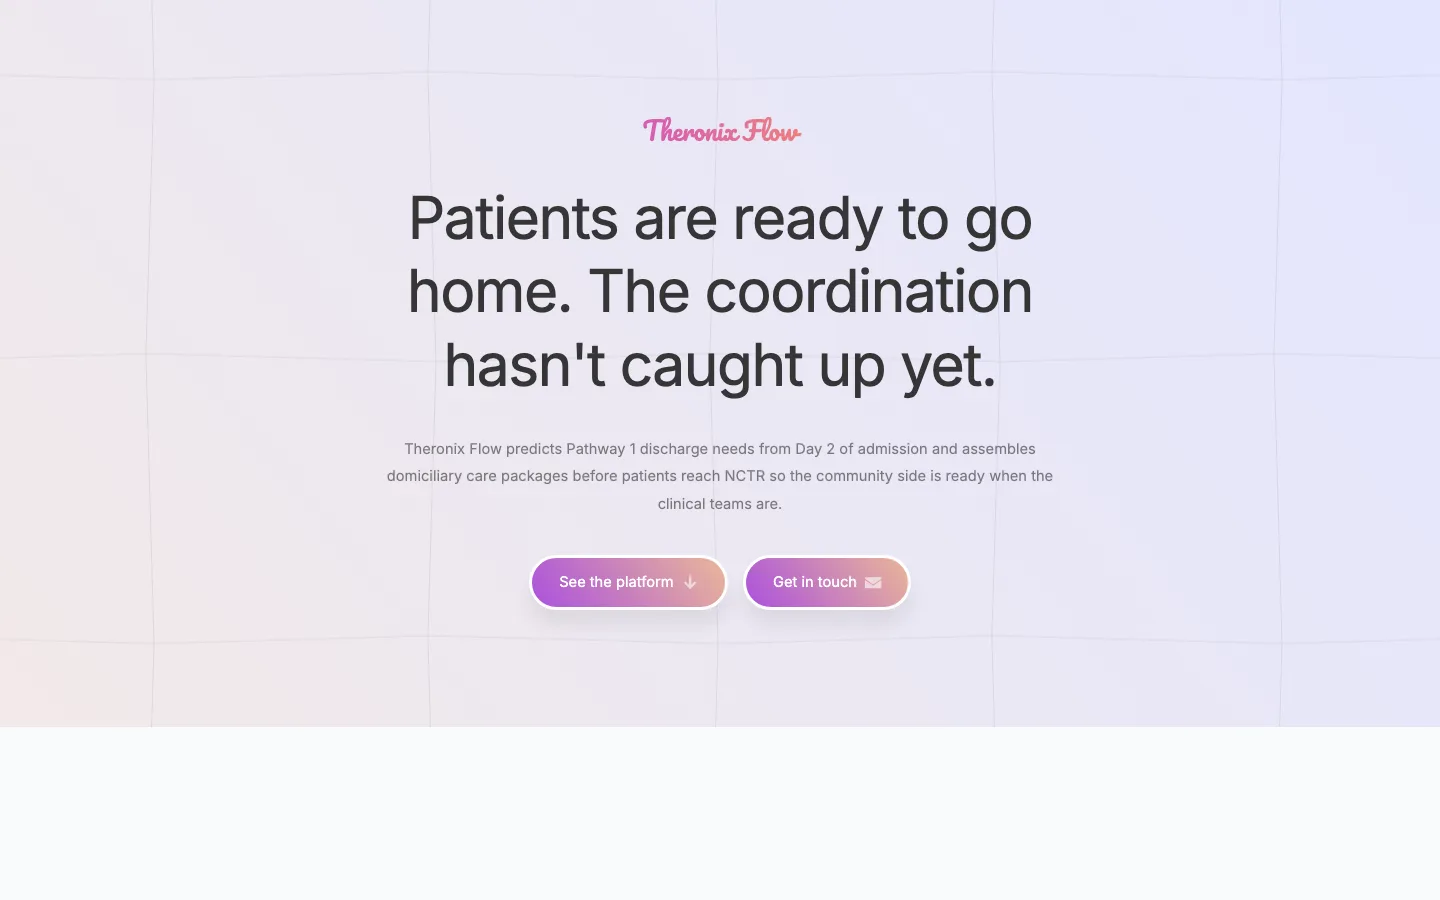 Theronix Flow
Patients are ready to go
home. The coordination
hasn't caught up yet.
Theronix Flow predicts Pathway 1 discharge needs from Day 2 of admission and assembles
domiciliary care packages before patients reach NCTR so the community side is ready when the
clinical teams are.
See the platform
Get in touch